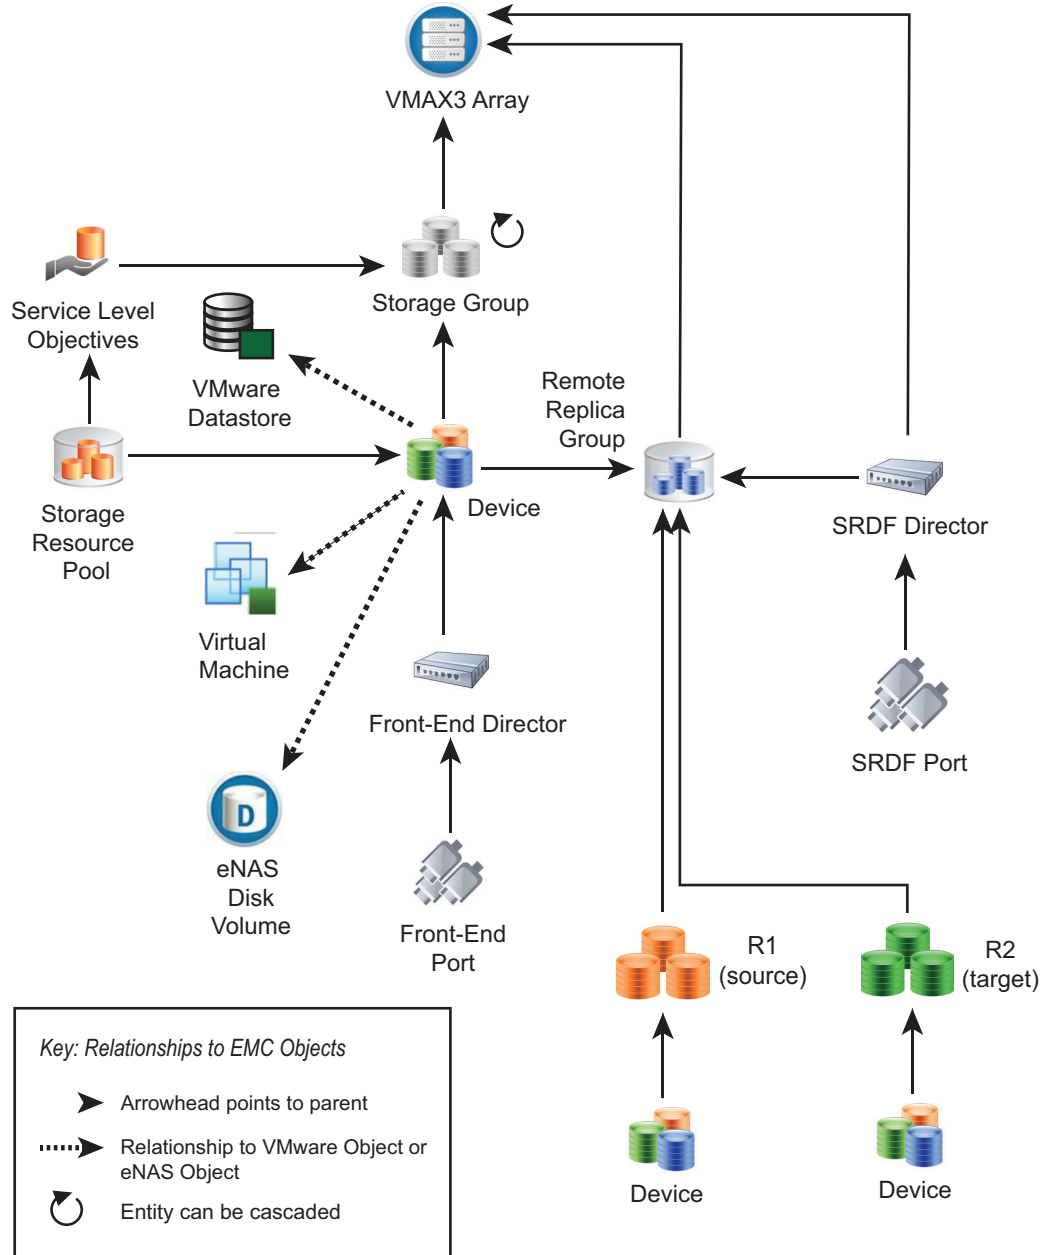 VMAX3 Array
Storage Group
Service Level
Objectives
VMware
Datastore
Remote
Replica
Group
Storage
Resource
Pool
Device
SRDF Director
Virtual
Machine
Front-End Director
SRDF Port
D
eNAS
Disk
Volume
Front-End
Port
R1
(source)
R2
(target)
Key: Relationships to EMC Objects
Arrowhead points to parent
Relationship to VMware Object or
eNAS Object
Entity can be cascaded
Device
Device